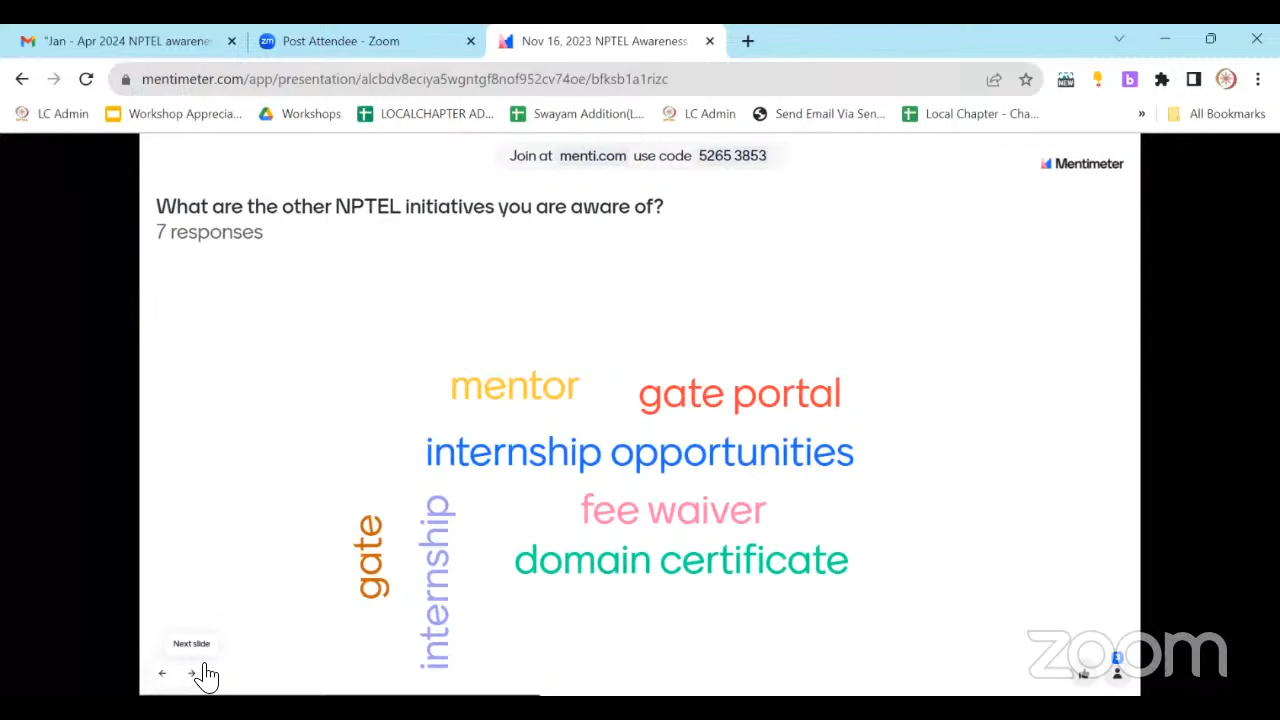 "Jan - Apr 2024 NPTEL awarene
Post Attendee - Zoom
Nov 16, 2023 NPTEL Awareness
mentimeter.com/app/presentation/alcbdv8eciya5wgntgf8nof952cv74oe/bfksb1a1rizc
LC Admin
Workshop Apprecia...
Workshops
LOCALCHAPTER AD...
Swayam Addition(L...
LC Admin
Send Email Via Sen...
Local Chapter - Cha...
»
All Bookmarks
Join at menti.com use code 5265 3853
Mentimeter
What are the other NPTEL initiatives you are aware of?
7 responses
mentor
gate portal
internship opportunities
fee waiver
domain certificate
gate
internship
Next slide
zoom